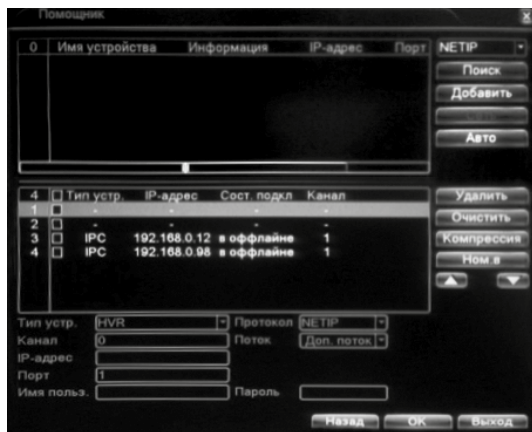 Помощник
0 Имя устройства Информация IP-адрес Порт NETIP
Поиск
Добавить
Авто
4 Тип устр. IP-адрес Сост. подкл Канал Удалить
1 - - - -
Очистить
2 - - - -
3 IPC 192.168.0.12 в оффлайне 1 Компрессия
4 IPC 192.168.0.98 в оффлайне 1 Ном.в
Тип устр. HVR Протокол NETIP
Канал 0 Поток Доп. поток
IP-адрес
Порт 1
Имя польз. Пароль
Назад OK Выход